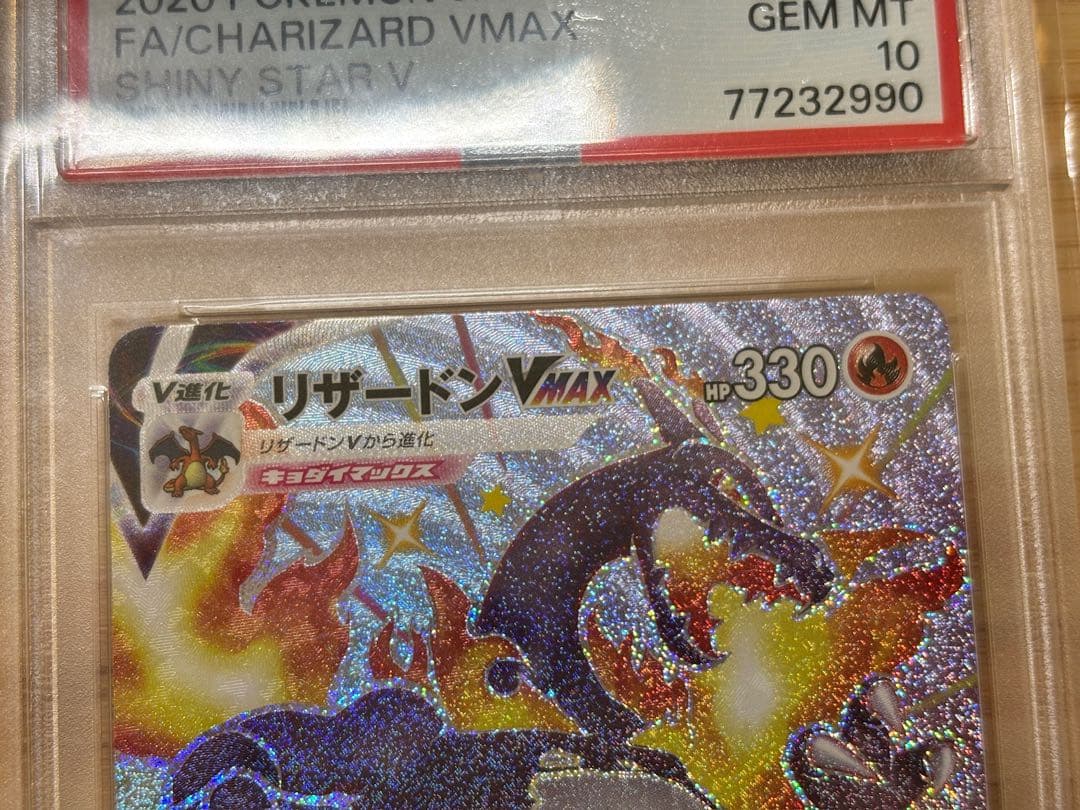 2020 POKEMON
GEM MT
FA/CHARIZARD VMAX
10
SHINY STAR V
77232990
V進化
リザードンVMAX
HP330
リザードンVから進化
キョダイマックス